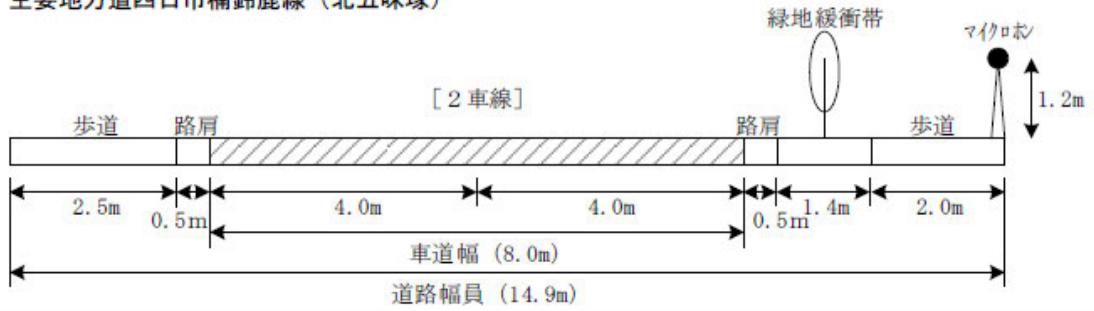 主要地方道四日市楠鈴鹿線（北五味塚）
緑地緩衝帯
マイクロホン
[２車線]
1.2m
歩道
路肩
路肩
歩道
2.5m
0.5m
4.0m
4.0m
0.5m
1.4m
2.0m
車道幅 (8.0m)
道路幅員 (14.9m)